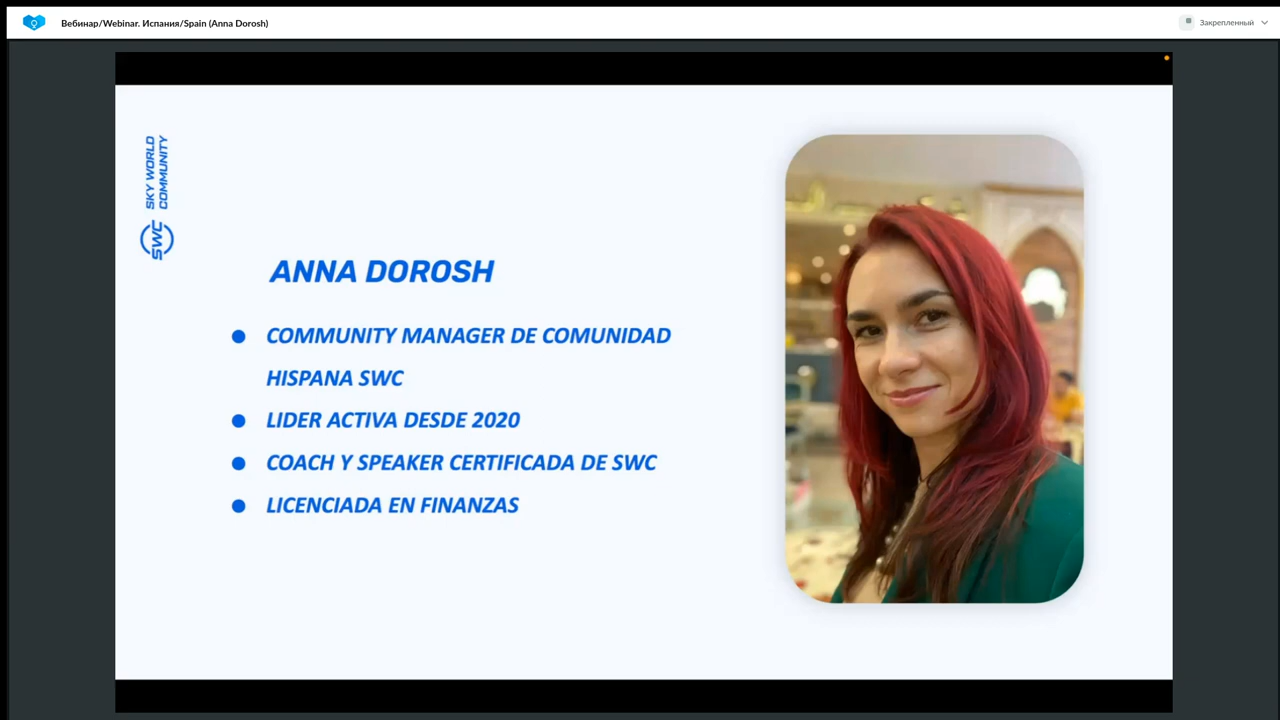 Вебинар/Webinar. Испания/Spain (Anna Dorosh)
Закрепленный
SKY WORLD
COMMUNITY
SWC
ANNA DOROSH
COMMUNITY MANAGER DE COMUNIDAD
HISPANA SWC
LIDER ACTIVA DESDE 2020
COACH Y SPEAKER CERTIFICADA DE SWC
LICENCIADA EN FINANZAS